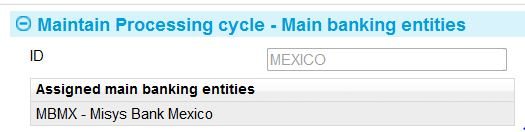 Maintain Processing cycle - Main banking entities
ID MEXICO
Assigned main banking entities
MBMX - Misys Bank Mexico